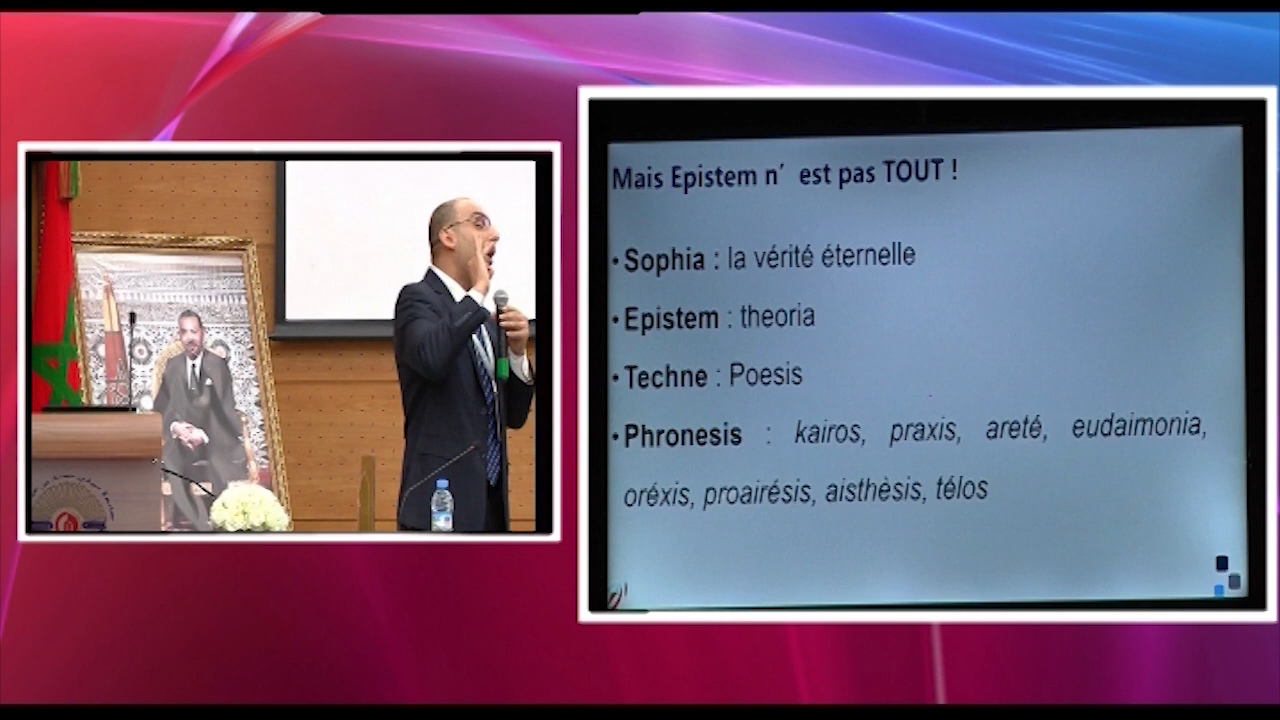 Mais Epistem n’ est pas TOUT !
• Sophia : la vérité éternelle
• Epistem : theoria
• Techne : Poesis
• Phronesis : kairos, praxis, areté, eudaimonia,
oréxis, proairésis, aisthèsis, télos